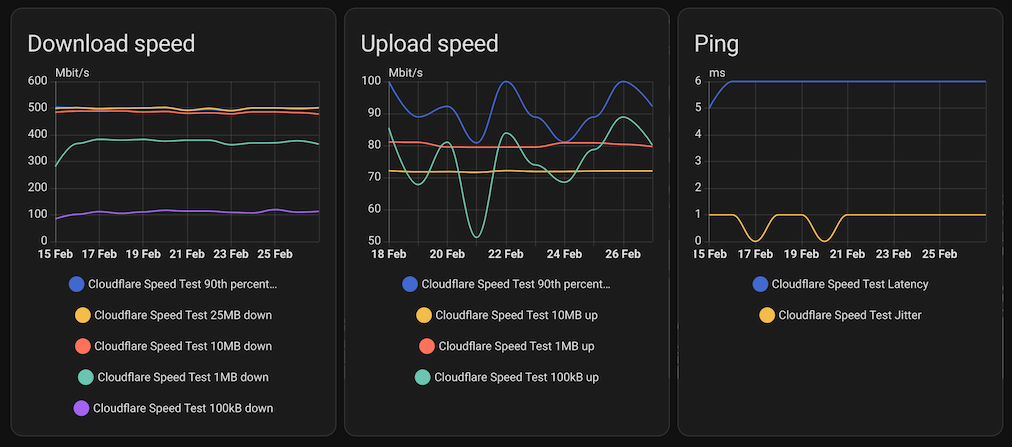 Download speed
Mbit/s
600
500
400
300
200
100
0
15 Feb 17 Feb 19 Feb 21 Feb 23 Feb 25 Feb
Cloudflare Speed Test 90th percent...
Cloudflare Speed Test 25MB down
Cloudflare Speed Test 10MB down
Cloudflare Speed Test 1MB down
Cloudflare Speed Test 100kB down
Upload speed
Mbit/s
100
90
80
70
60
50
18 Feb 20 Feb 22 Feb 24 Feb 26 Feb
Cloudflare Speed Test 90th percent...
Cloudflare Speed Test 10MB up
Cloudflare Speed Test 1MB up
Cloudflare Speed Test 100kB up
Ping
ms
6
5
4
3
2
1
0
15 Feb 17 Feb 19 Feb 21 Feb 23 Feb 25 Feb
Cloudflare Speed Test Latency
Cloudflare Speed Test Jitter